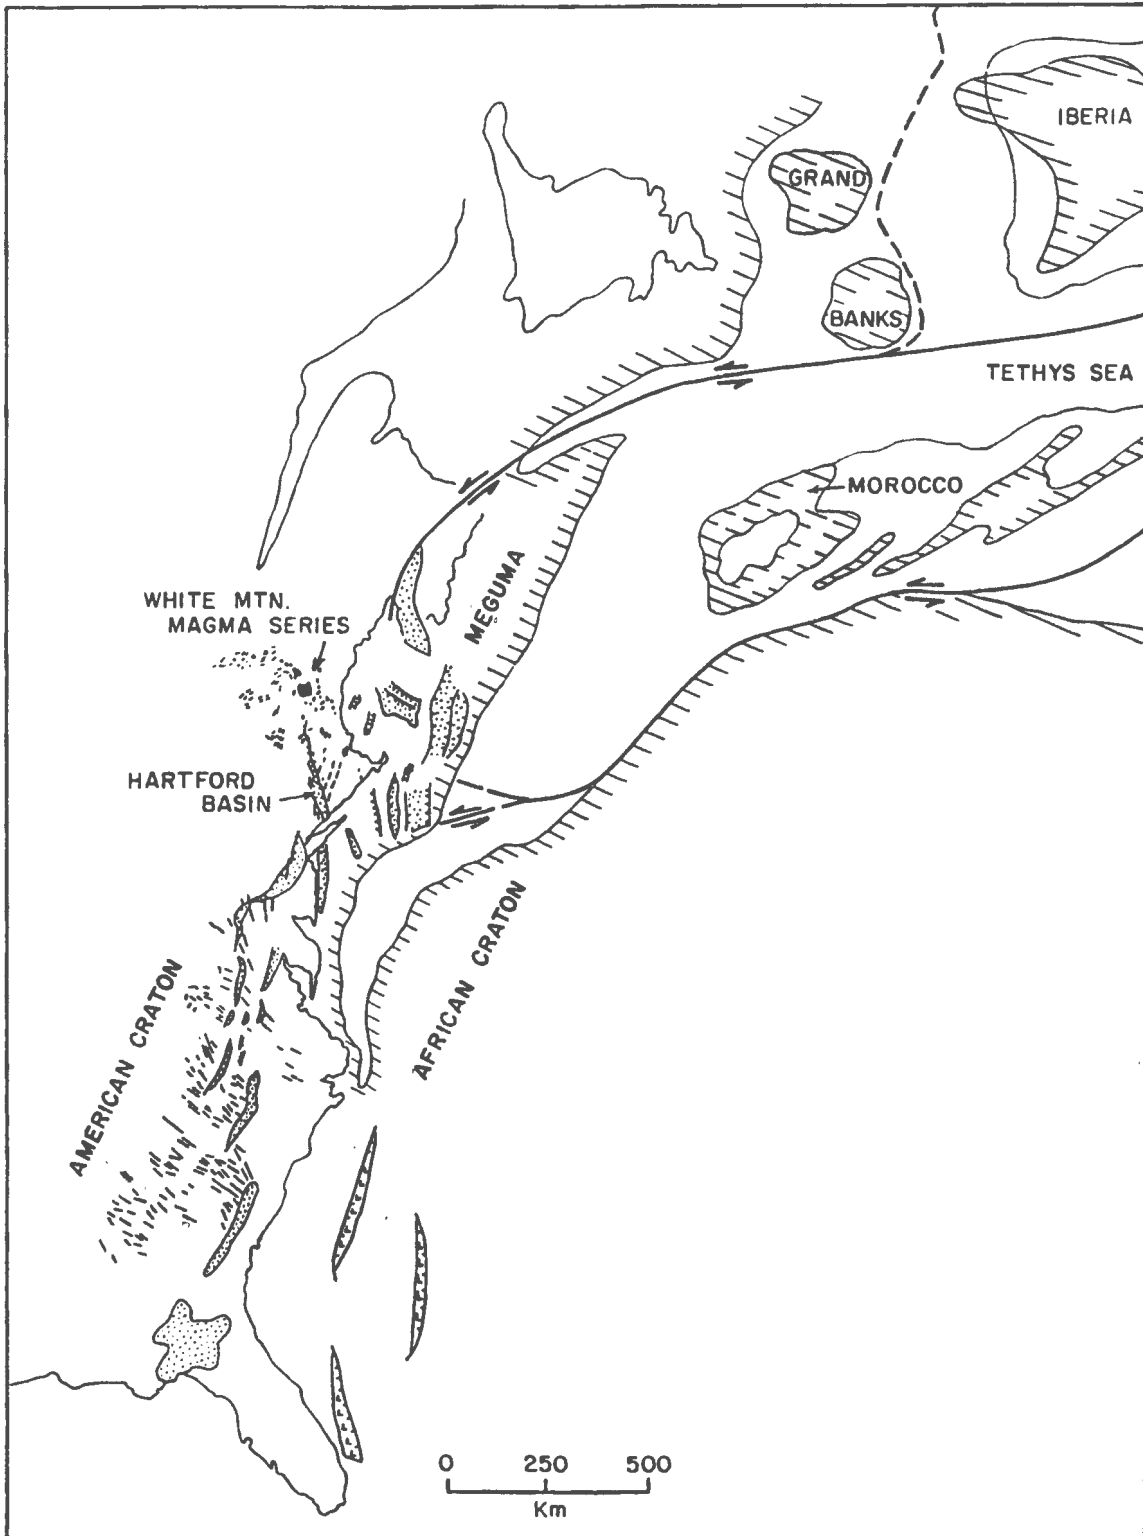 IBERIA
GRAND
BANKS
TETHYS SEA
MOROCCO
MEGUMA
WHITE MTN.
MAGMA SERIES
HARTFORD
BASIN
AMERICAN CRATON
AFRICAN CRATON
0 250 500
Km